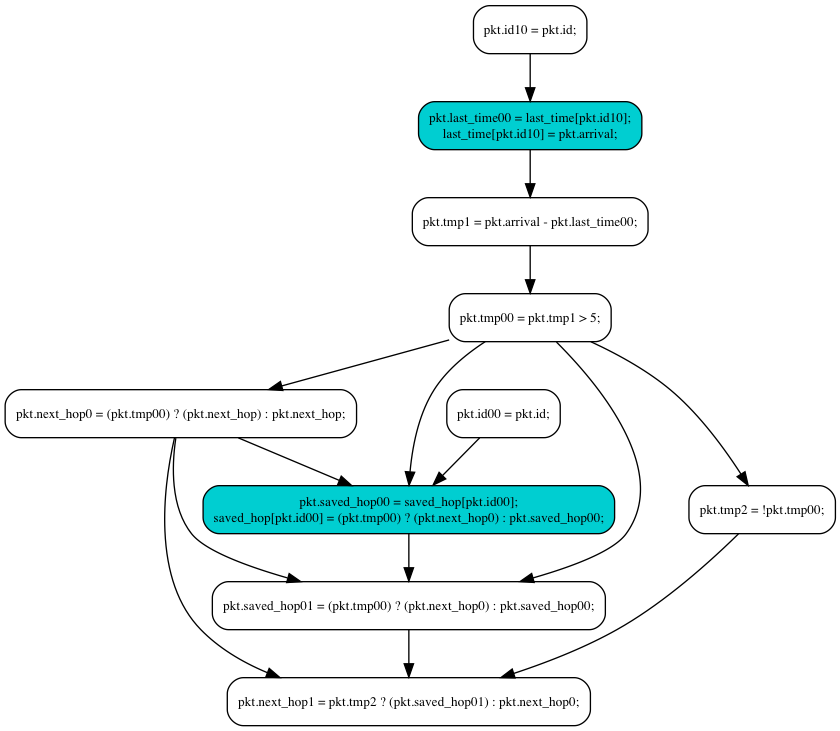 pkt.id10 = pkt.id;
pkt.last_time00 = last_time[pkt.id10];
last_time[pkt.id10] = pkt.arrival;
pkt.tmp1 = pkt.arrival - pkt.last_time00;
pkt.tmp00 = pkt.tmp1 > 5;
pkt.next_hop0 = (pkt.tmp00) ? (pkt.next_hop) : pkt.next_hop;
pkt.id00 = pkt.id;
pkt.saved_hop00 = saved_hop[pkt.id00];
saved_hop[pkt.id00] = (pkt.tmp00) ? (pkt.next_hop0) : pkt.saved_hop00;
pkt.tmp2 = !pkt.tmp00;
pkt.saved_hop01 = (pkt.tmp00) ? (pkt.next_hop0) : pkt.saved_hop00;
pkt.next_hop1 = pkt.tmp2 ? (pkt.saved_hop01) : pkt.next_hop0;